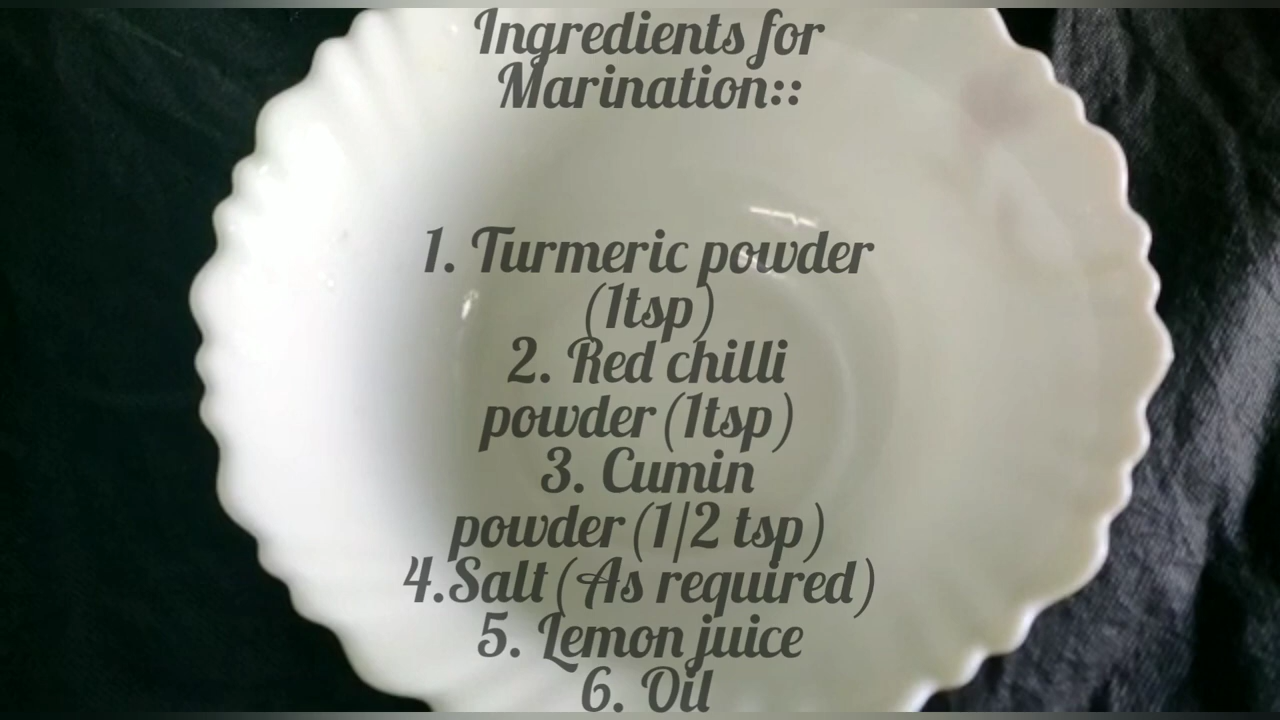 Ingredients for
Marination::
1. Turmeric powder
(1tsp)
2. Red chilli
powder (1tsp)
3. Cumin
powder (1/2 tsp)
4.Salt (As required)
5. Lemon juice
6. Oil